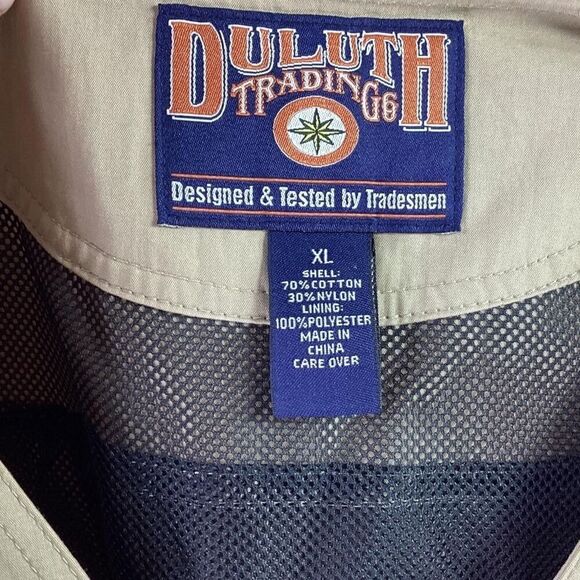 DULUTH
TRADING Co
Designed & Tested by Tradesmen
XL
SHELL:
70%COTTON
30%NYLON
LINING:
100%POLYESTER
MADE IN
CHINA
CARE OVER